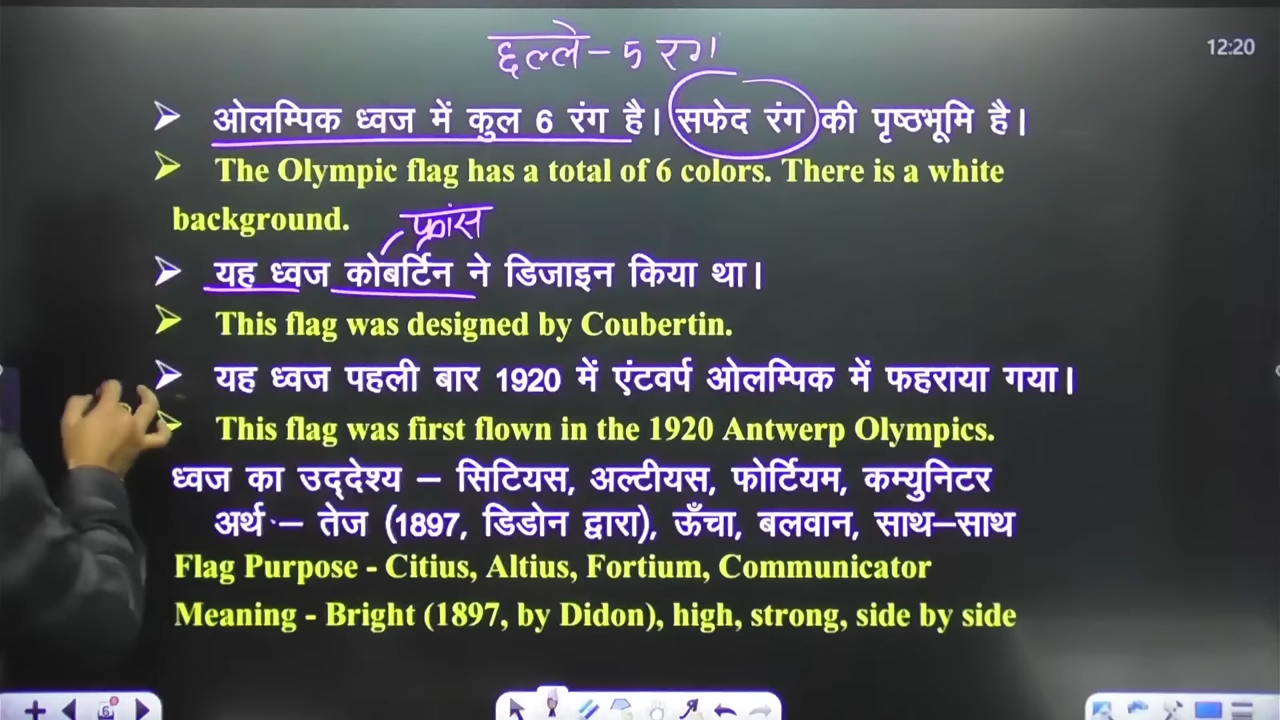 छल्ले – 5 रंग
12:20
ओलम्पिक ध्वज में कुल 6 रंग है। सफेद रंग की पृष्ठभूमि है।
The Olympic flag has a total of 6 colors. There is a white
background.
फ्रांस
यह ध्वज कोबर्टिन ने डिजाइन किया था।
This flag was designed by Coubertin.
यह ध्वज पहली बार 1920 में एंटवर्प ओलम्पिक में फहराया गया।
This flag was first flown in the 1920 Antwerp Olympics.
ध्वज का उद्देश्य – सिटियस, अल्टीयस, फोर्टियम, कम्युनिटर
अर्थ – तेज (1897, डिडोन द्वारा), ऊँचा, बलवान, साथ–साथ
Flag Purpose - Citius, Altius, Fortium, Communicator
Meaning - Bright (1897, by Didon), high, strong, side by side
6